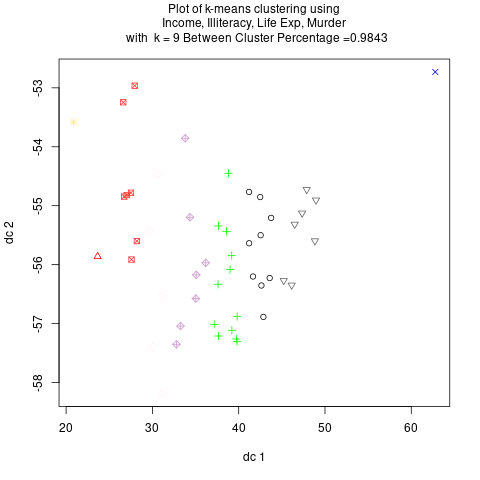 Plot of k-means clustering using
Income, Illiteracy, Life Exp, Murder
with k = 9 Between Cluster Percentage =0.9843
-53
-54
-55
-56
-57
-58
dc 2
20 30 40 50 60
dc 1